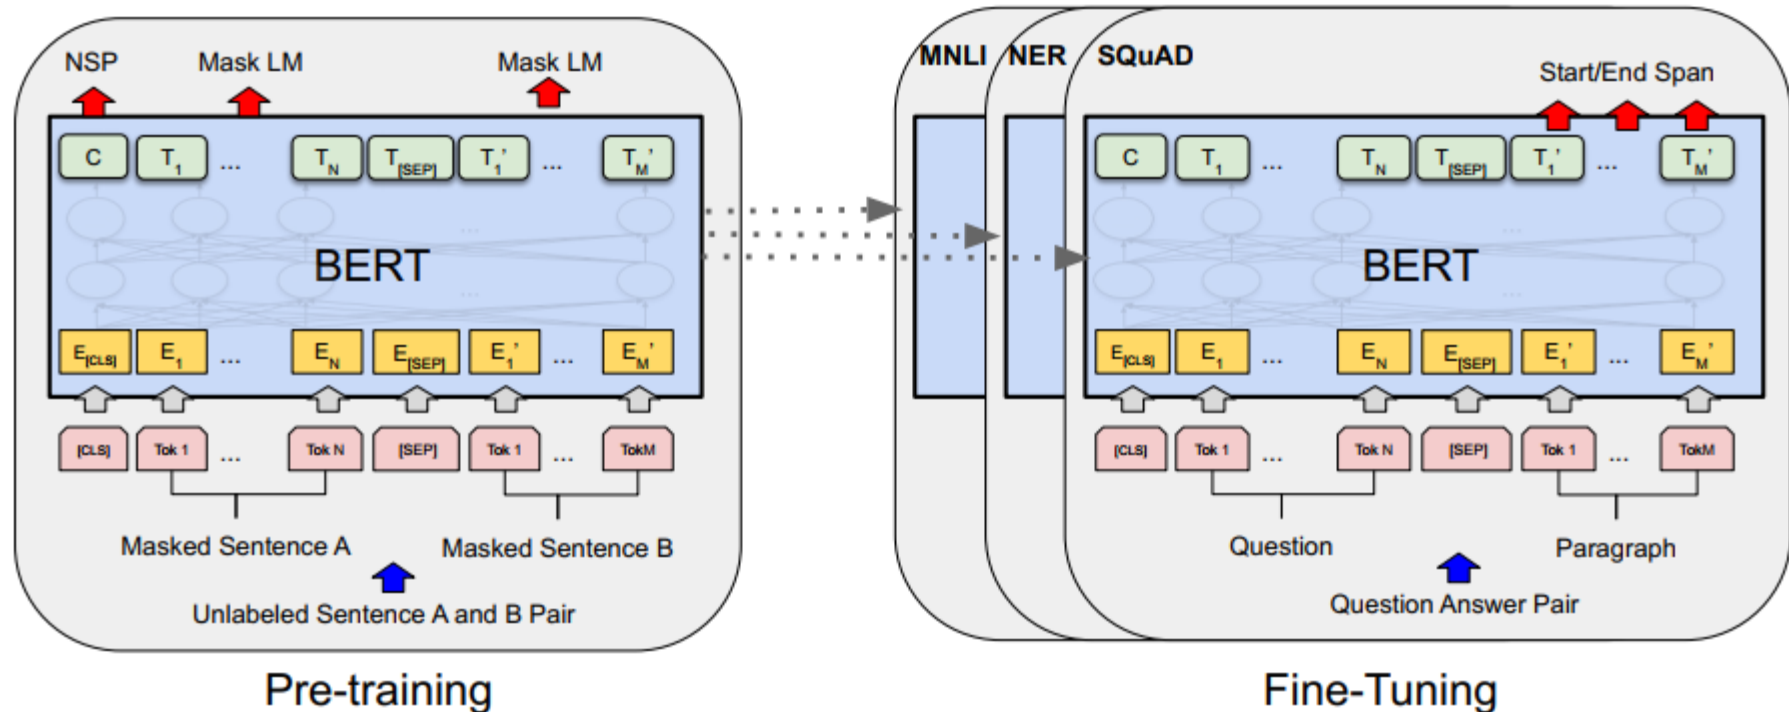 NSP Mask LM Mask LM
C T1 ... TN T[SEP] T1’ ... TM’
...
BERT
...
E[CLS] E1 ... EN E[SEP] E1’ ... EM’
[CLS] Tok 1 ... Tok N [SEP] Tok 1 ... TokM
Masked Sentence A Masked Sentence B
Unlabeled Sentence A and B Pair
Pre-training
MNLI NER SQuAD
Start/End Span
C T1 ... TN T[SEP] T1’ ... TM’
...
BERT
...
E[CLS] E1 ... EN E[SEP] E1’ ... EM’
[CLS] Tok 1 ... Tok N [SEP] Tok 1 ... TokM
Question Paragraph
Question Answer Pair
Fine-Tuning